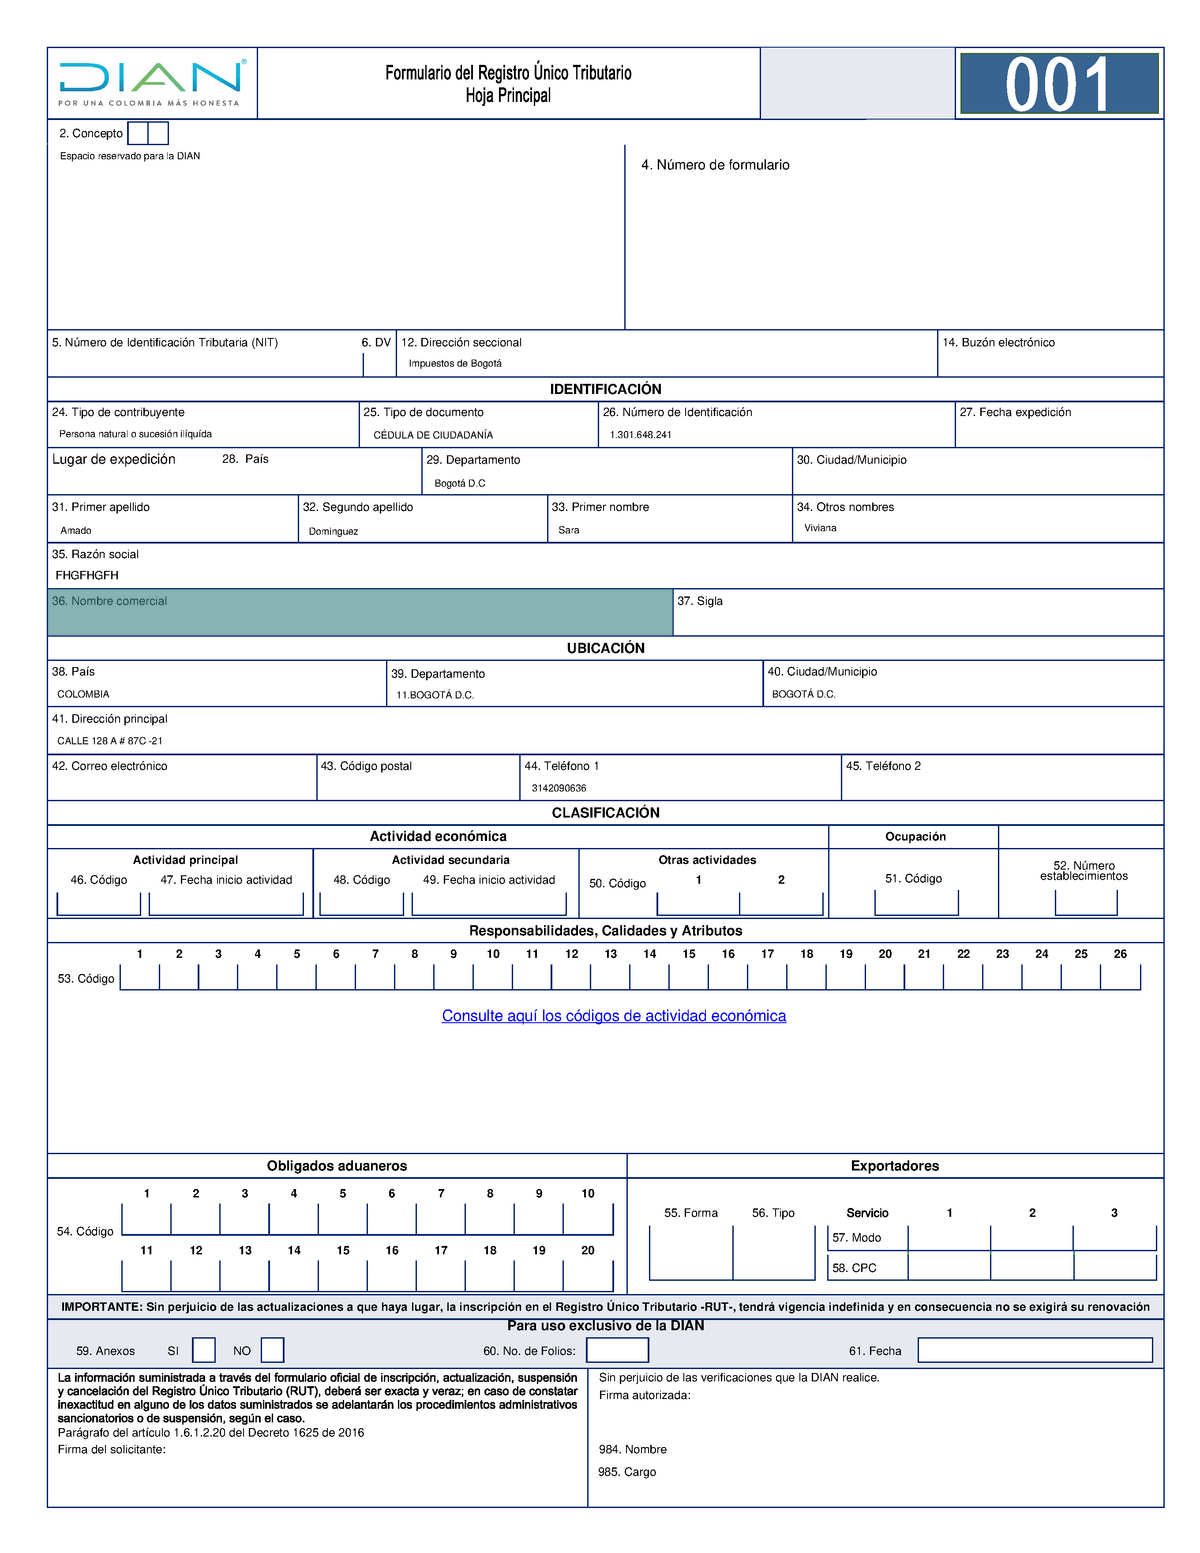 DIAN®
POR UNA COLOMBIA MÁS HONESTA
Formulario del Registro Único Tributario
Hoja Principal
001
2. Concepto
Espacio reservado para la DIAN
4. Número de formulario
5. Número de Identificación Tributaria (NIT) 6. DV 12. Dirección seccional 14. Buzón electrónico
Impuestos de Bogotá
IDENTIFICACIÓN
24. Tipo de contribuyente 25. Tipo de documento 26. Número de Identificación 27. Fecha expedición
Persona natural o sucesión ilíquída CÉDULA DE CIUDADANÍA 1.301.648.241
Lugar de expedición 28. País 29. Departamento 30. Ciudad/Municipio
Bogotá D.C
31. Primer apellido 32. Segundo apellido 33. Primer nombre 34. Otros nombres
Amado Dominguez Sara Viviana
35. Razón social
FHGFHGFH
36. Nombre comercial 37. Sigla
UBICACIÓN
38. País 39. Departamento 40. Ciudad/Municipio
COLOMBIA 11.BOGOTÁ D.C. BOGOTÁ D.C.
41. Dirección principal
CALLE 128 A # 87C -21
42. Correo electrónico 43. Código postal 44. Teléfono 1 45. Teléfono 2
3142090636
CLASIFICACIÓN
Actividad económica Ocupación
Actividad principal Actividad secundaria Otras actividades 52. Número
establecimientos
46. Código 47. Fecha inicio actividad 48. Código 49. Fecha inicio actividad 50. Código 1 2 51. Código
Responsabilidades, Calidades y Atributos
1 2 3 4 5 6 7 8 9 10 11 12 13 14 15 16 17 18 19 20 21 22 23 24 25 26
53. Código
Consulte aquí los códigos de actividad económica
Obligados aduaneros Exportadores
1 2 3 4 5 6 7 8 9 10
54. Código
11 12 13 14 15 16 17 18 19 20
55. Forma 56. Tipo Servicio 1 2 3
57. Modo
58. CPC
IMPORTANTE: Sin perjuicio de las actualizaciones a que haya lugar, la inscripción en el Registro Único Tributario -RUT-, tendrá vigencia indefinida y en consecuencia no se exigirá su renovación
Para uso exclusivo de la DIAN
59. Anexos SI NO 60. No. de Folios: 61. Fecha
La información suministrada a través del formulario oficial de inscripción, actualización, suspensión
y cancelación del Registro Único Tributario (RUT), deberá ser exacta y veraz; en caso de constatar
inexactitud en alguno de los datos suministrados se adelantarán los procedimientos administrativos
sancionatorios o de suspensión, según el caso.
Parágrafo del artículo 1.6.1.2.20 del Decreto 1625 de 2016
Firma del solicitante:
Sin perjuicio de las verificaciones que la DIAN realice.
Firma autorizada:
984. Nombre
985. Cargo